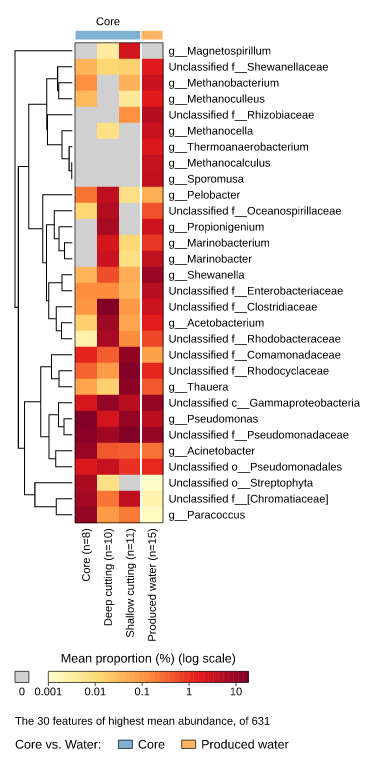 Core
g__Magnetospirillum
Unclassified f__Shewanellaceae
g__Methanobacterium
g__Methanoculleus
Unclassified f__Rhizobiaceae
g__Methanocella
g__Thermoanaerobacterium
g__Methanocalculus
g__Sporomusa
g__Pelobacter
Unclassified f__Oceanospirillaceae
g__Propionigenium
g__Marinobacterium
g__Marinobacter
g__Shewanella
Unclassified f__Enterobacteriaceae
Unclassified f__Clostridiaceae
g__Acetobacterium
Unclassified f__Rhodobacteraceae
Unclassified f__Comamonadaceae
Unclassified f__Rhodocyclaceae
g__Thauera
Unclassified c__Gammaproteobacteria
g__Pseudomonas
Unclassified f__Pseudomonadaceae
g__Acinetobacter
Unclassified o__Pseudomonadales
Unclassified o__Streptophyta
Unclassified f__[Chromatiaceae]
g__Paracoccus
Core (n=8)
Deep cutting (n=10)
Shallow cutting (n=11)
Produced water (n=15)
Mean proportion (%) (log scale)
0 0.001 0.01 0.1 1 10
The 30 features of highest mean abundance, of 631
Core vs. Water: Core Produced water